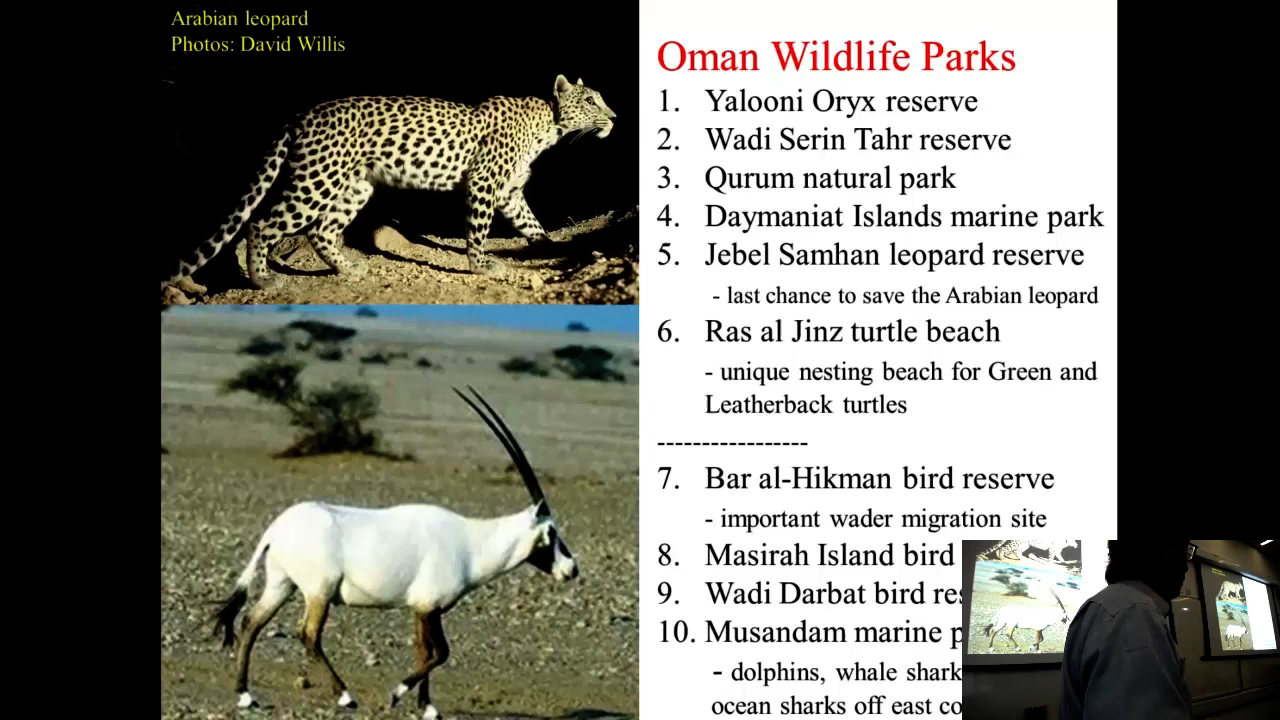 Arabian leopard
Photos: David Willis
Oman Wildlife Parks
1. Yalooni Oryx reserve
2. Wadi Serin Tahr reserve
3. Qurum natural park
4. Daymaniat Islands marine park
5. Jebel Samhan leopard reserve
- last chance to save the Arabian leopard
6. Ras al Jinz turtle beach
- unique nesting beach for Green and
Leatherback turtles
-----------------
7. Bar al-Hikman bird reserve
- important wader migration site
8. Masirah Island bird
9. Wadi Darbat bird
10. Musandam marine
- dolphins, whale
ocean sharks off east